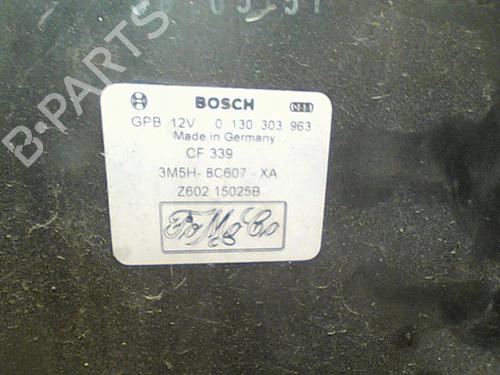 B-PARTS
BOSCH
GPB 12V 0 130 303 963
Made in Germany
CF 339
3M5H- 8C607 - XA
Z602 15025B
FoMoCo